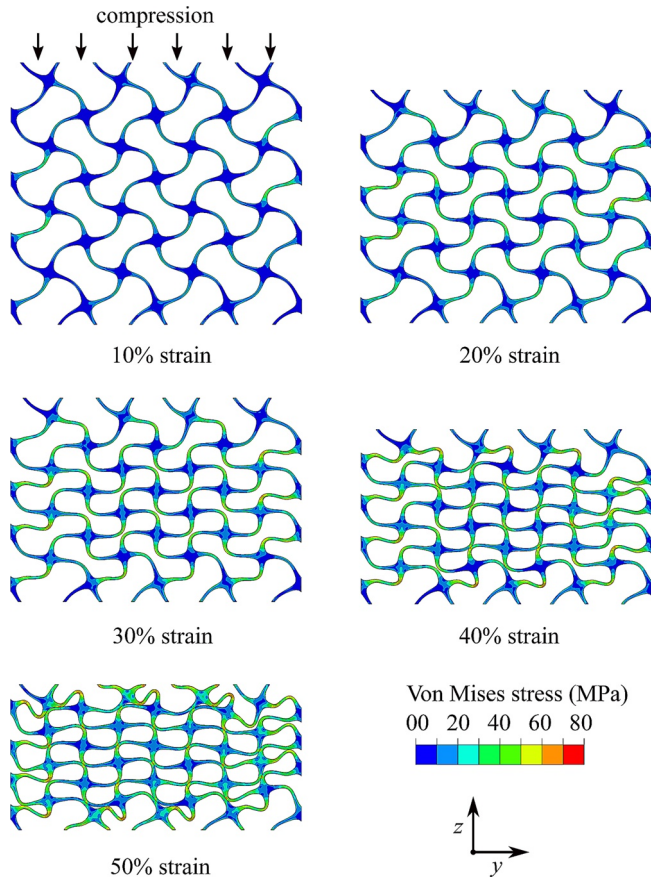 compression
10% strain
20% strain
30% strain
40% strain
50% strain
Von Mises stress (MPa)
00 20 40 60 80
z
y